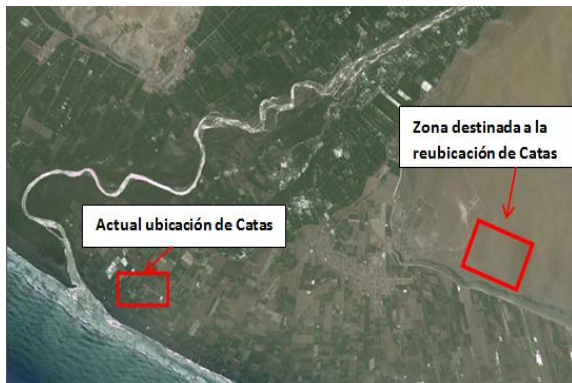 Zona destinada a la
reubicación de Catas
Actual ubicación de Catas